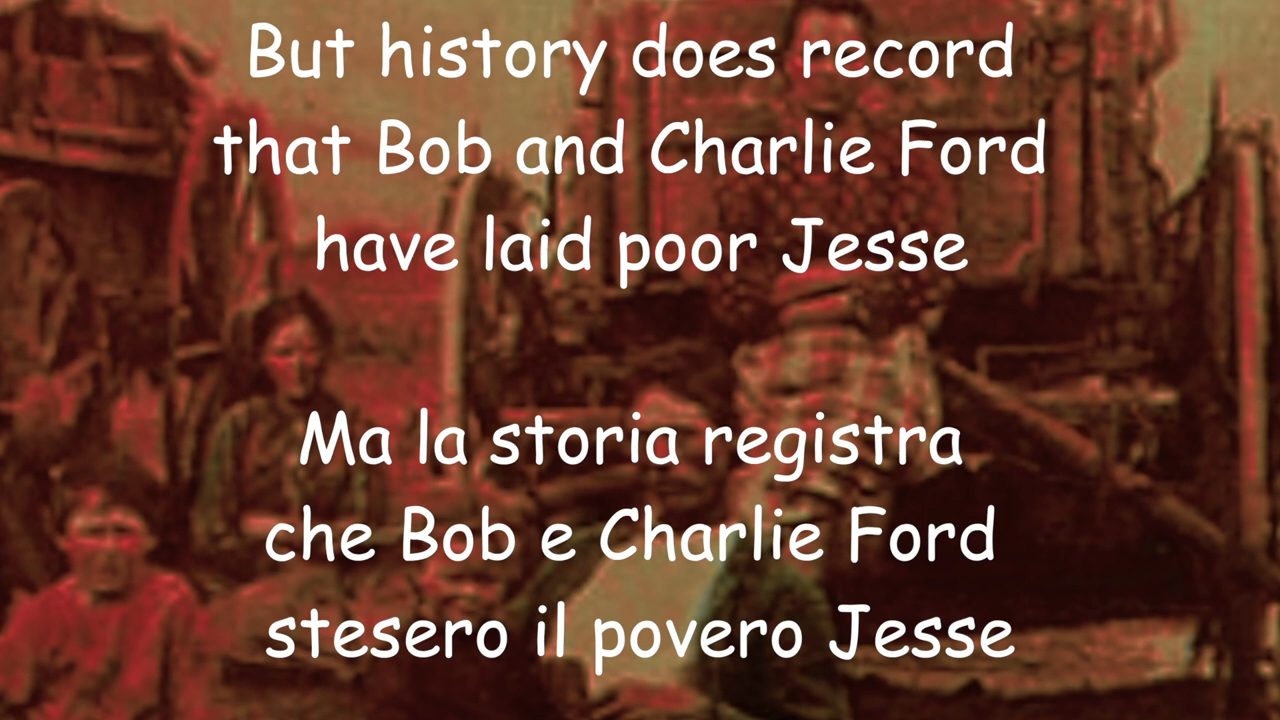 But history does record
that Bob and Charlie Ford
have laid poor Jesse
Ma la storia registra
che Bob e Charlie Ford
stesero il povero Jesse